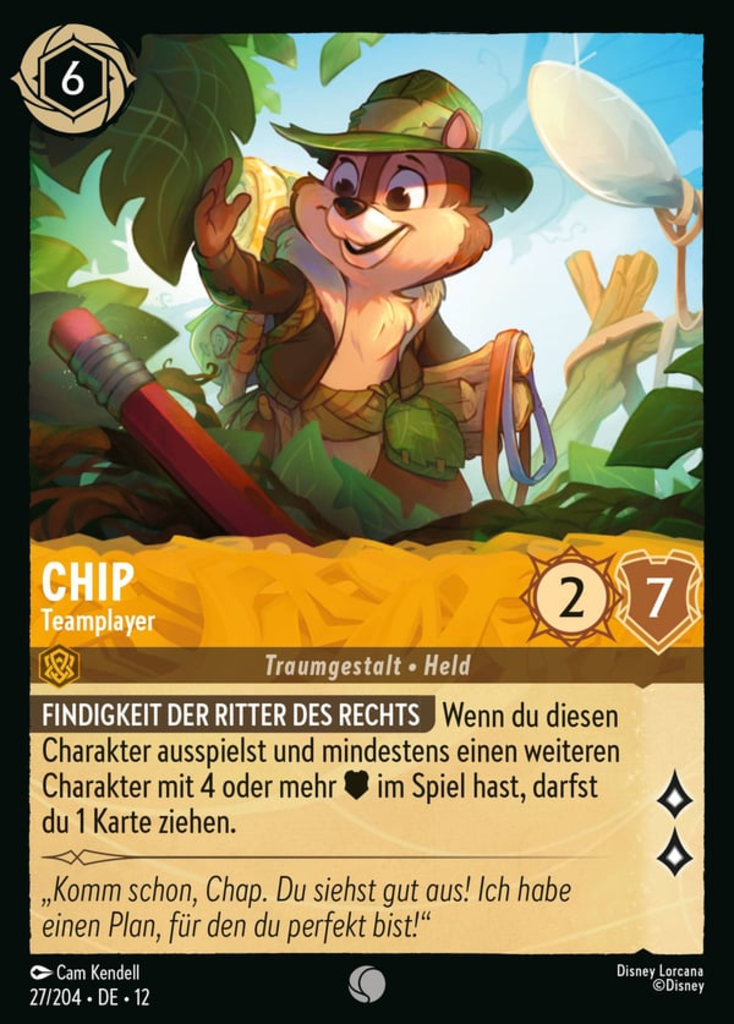 6
CHIP
Teamplayer
2
7
Traumgestalt • Held
FINDIGKEIT DER RITTER DES RECHTS Wenn du diesen
Charakter ausspielst und mindestens einen weiteren
Charakter mit 4 oder mehr im Spiel hast, darfst
du 1 Karte ziehen.
„Komm schon, Chap. Du siehst gut aus! Ich habe
einen Plan, für den du perfekt bist!“
Cam Kendell
27/204 • DE • 12
Disney Lorcana
©Disney